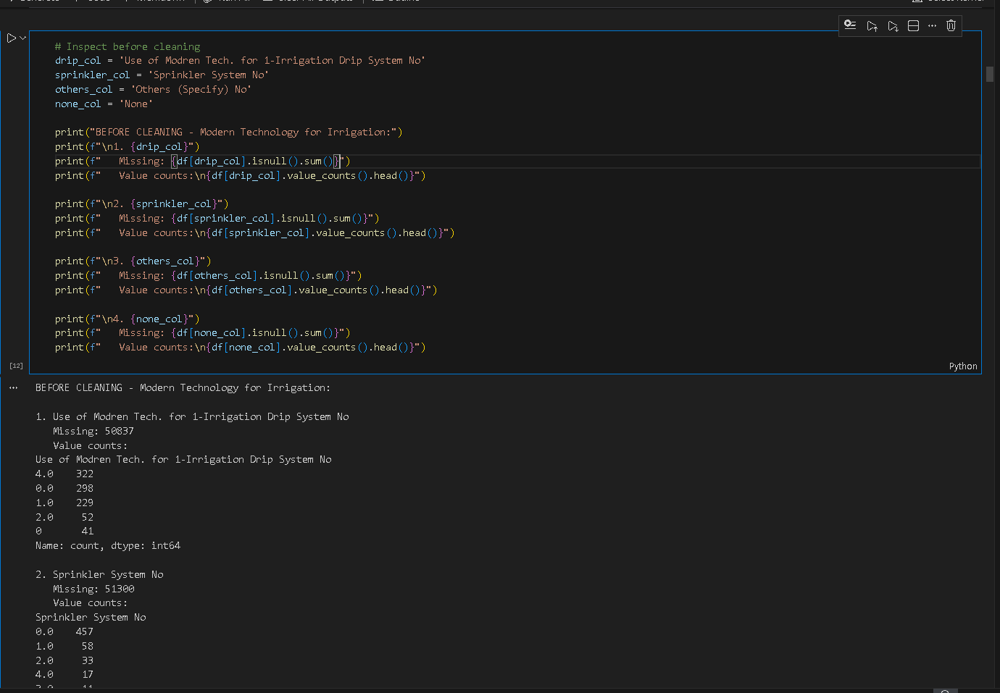 # Inspect before cleaning
drip_col = 'Use of Modren Tech. for 1-Irrigation Drip System No'
sprinkler_col = 'Sprinkler System No'
others_col = 'Others (Specify) No'
none_col = 'None'
print("BEFORE CLEANING - Modern Technology for Irrigation:")
print(f"\n1. {drip_col}")
print(f"   Missing: {df[drip_col].isnull().sum()}")
print(f"   Value counts:\n{df[drip_col].value_counts().head()}")
print(f"\n2. {sprinkler_col}")
print(f"   Missing: {df[sprinkler_col].isnull().sum()}")
print(f"   Value counts:\n{df[sprinkler_col].value_counts().head()}")
print(f"\n3. {others_col}")
print(f"   Missing: {df[others_col].isnull().sum()}")
print(f"   Value counts:\n{df[others_col].value_counts().head()}")
print(f"\n4. {none_col}")
print(f"   Missing: {df[none_col].isnull().sum()}")
print(f"   Value counts:\n{df[none_col].value_counts().head()}")
[12]
Python
BEFORE CLEANING - Modern Technology for Irrigation:
1. Use of Modren Tech. for 1-Irrigation Drip System No
   Missing: 50837
   Value counts:
Use of Modren Tech. for 1-Irrigation Drip System No
4.0    322
0.0    298
1.0    229
2.0     52
0       41
Name: count, dtype: int64
2. Sprinkler System No
   Missing: 51300
   Value counts:
Sprinkler System No
0.0    457
1.0     58
2.0     33
4.0     17